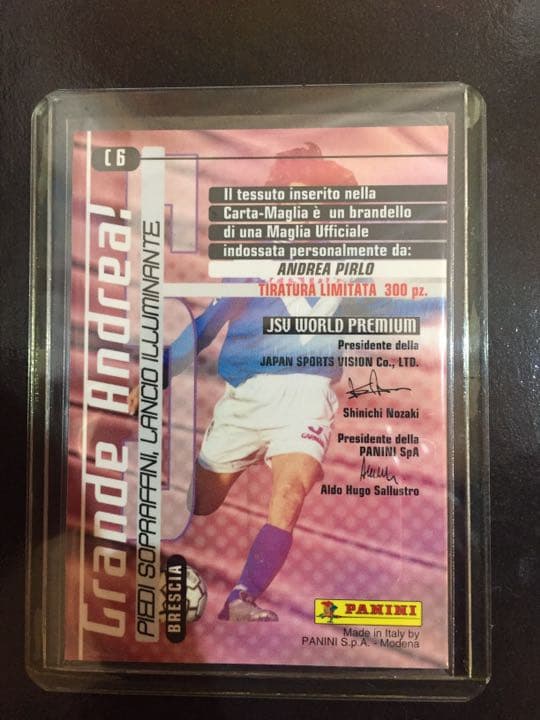 C 6
Grande Andrea!
PIEDI SOPRAFFINI, LANCIO ILLUMINANTE
BRESCIA
Il tessuto inserito nella
Carta-Maglia è un brandello
di una Maglia Ufficiale
indossata personalmente da:
ANDREA PIRLO
TIRATURA LIMITATA 300 pz.
JSV WORLD PREMIUM
Presidente della
JAPAN SPORTS VISION Co., LTD.
Shinichi Nozaki
Presidente della
PANINI SpA
Aldo Hugo Sallustro
PANINI
Made in Italy by
PANINI S.p.A. - Modena